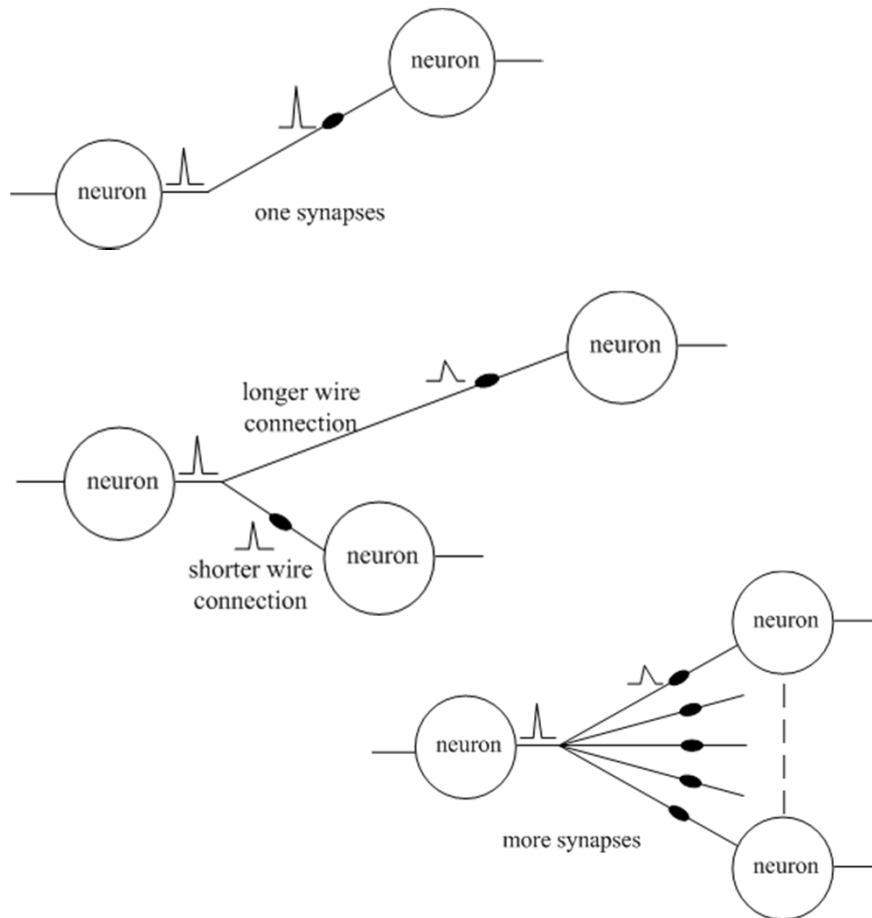 neuron
neuron
one synapses
neuron
longer wire
connection
neuron
neuron
shorter wire
connection
neuron
neuron
more synapses
neuron